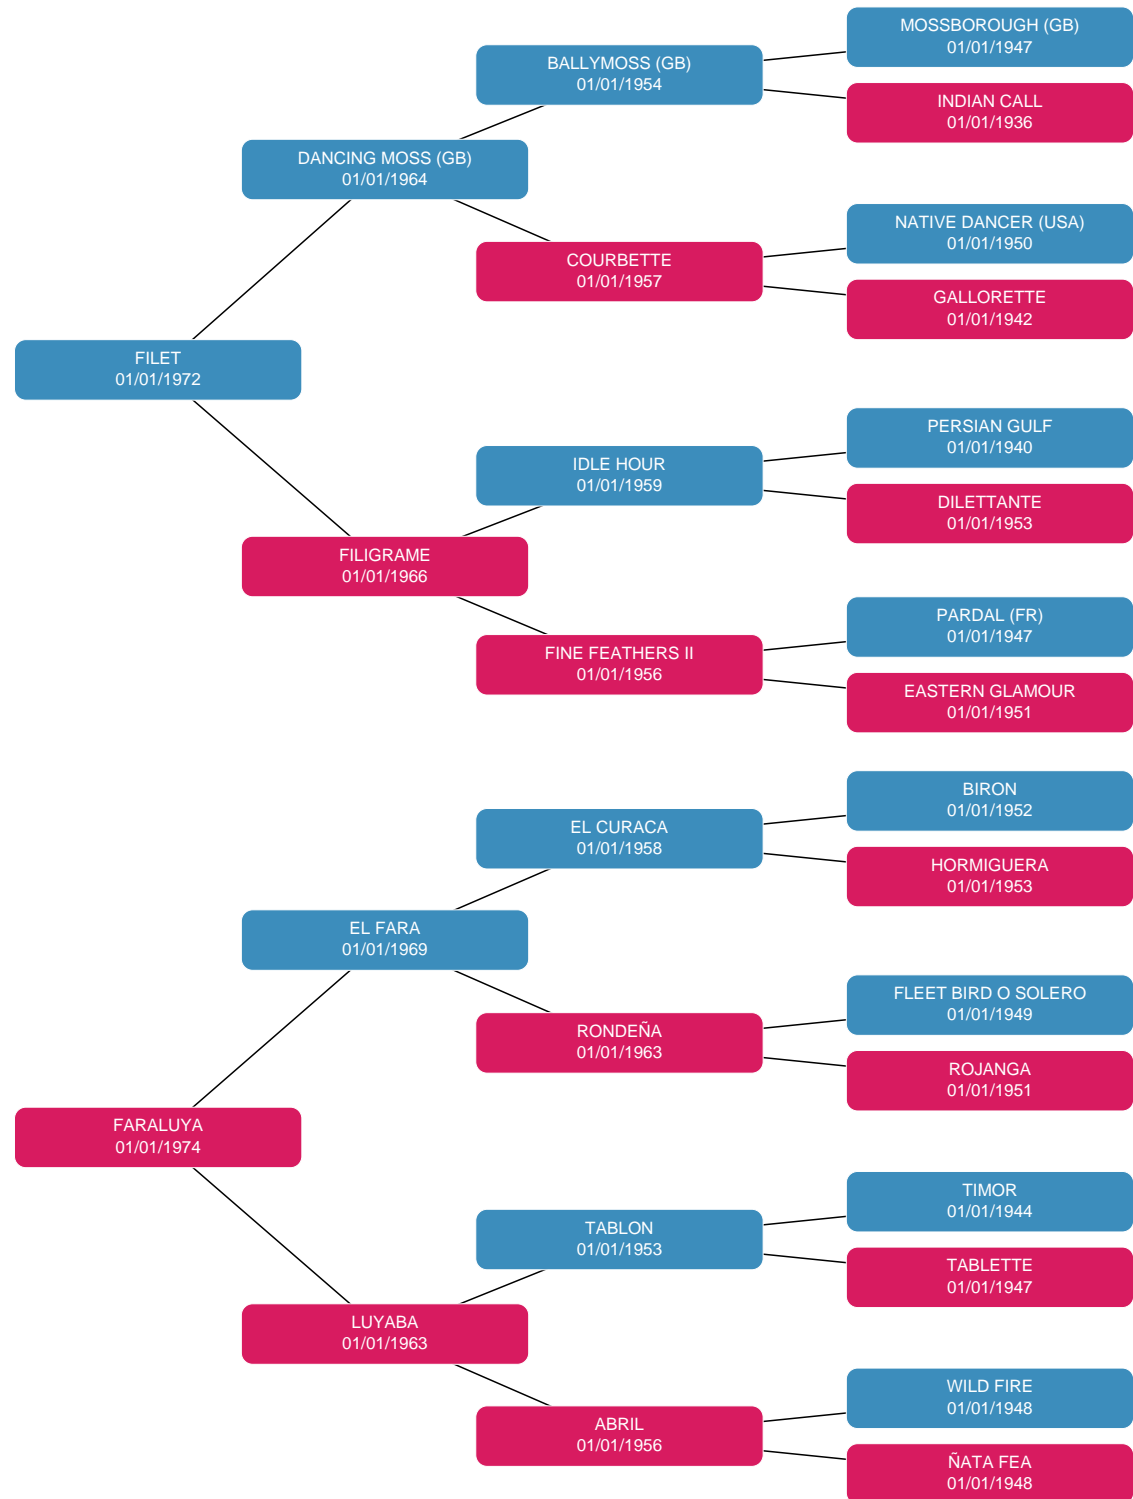 MOSSBOROUGH (GB)
01/01/1947
BALLYMOSS (GB)
01/01/1954
INDIAN CALL
01/01/1936
DANCING MOSS (GB)
01/01/1964
NATIVE DANCER (USA)
01/01/1950
COURBETTE
01/01/1957
GALLORETTE
01/01/1942
FILET
01/01/1972
PERSIAN GULF
01/01/1940
IDLE HOUR
01/01/1959
DILETTANTE
01/01/1953
FILIGRAME
01/01/1966
PARDAL (FR)
01/01/1947
FINE FEATHERS II
01/01/1956
EASTERN GLAMOUR
01/01/1951
BIRON
01/01/1952
EL CURACA
01/01/1958
HORMIGUERA
01/01/1953
EL FARA
01/01/1969
FLEET BIRD O SOLERO
01/01/1949
RONDEÑA
01/01/1963
ROJANGA
01/01/1951
FARALUYA
01/01/1974
TIMOR
01/01/1944
TABLON
01/01/1953
TABLETTE
01/01/1947
LUYABA
01/01/1963
WILD FIRE
01/01/1948
ABRIL
01/01/1956
ÑATA FEA
01/01/1948